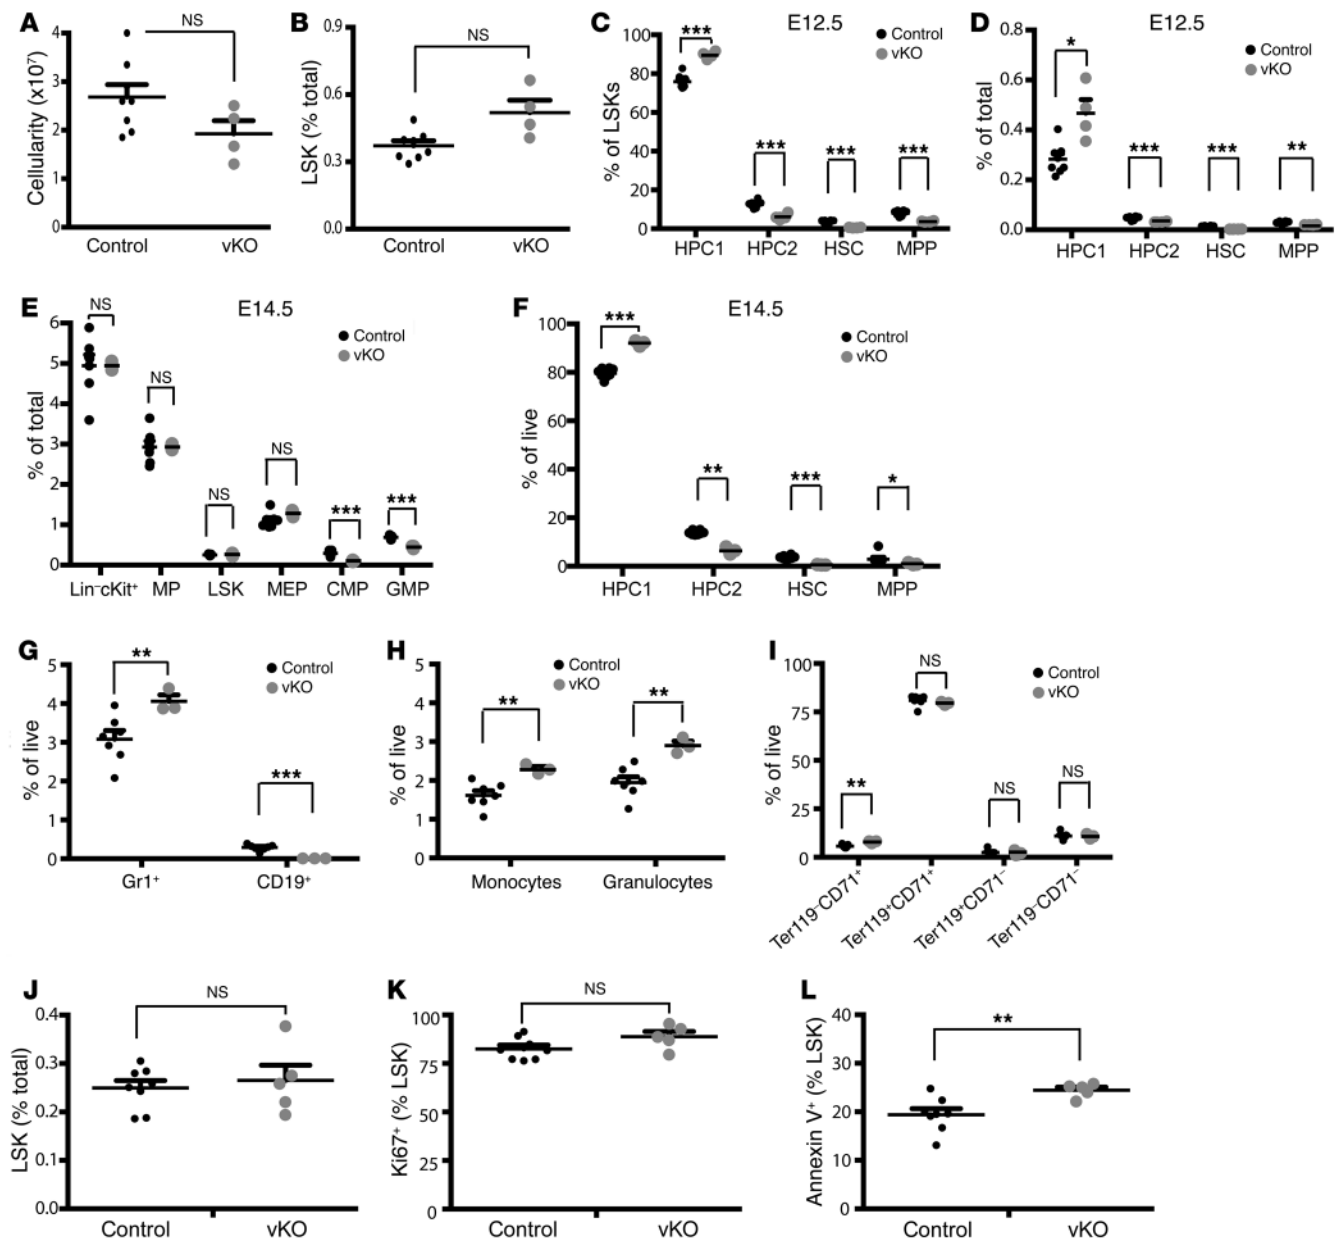 A
NS
Cellularity (x10⁷)
4
3
2
1
0
Control
vKO
B
NS
LSK (% total)
0.9
0.6
0.3
0.0
Control
vKO
C
E12.5
Control
vKO
% of LSKs
100
80
60
40
20
0
***
***
***
***
HPC1
HPC2
HSC
MPP
D
E12.5
Control
vKO
% of total
0.8
0.6
0.4
0.2
0.0
*
***
***
**
HPC1
HPC2
HSC
MPP
E
E14.5
Control
vKO
% of total
6
5
4
3
2
1
0
NS
NS
NS
NS
***
***
Lin⁻cKit⁺
MP
LSK
MEP
CMP
GMP
F
E14.5
Control
vKO
% of live
100
80
60
40
20
0
***
**
***
*
HPC1
HPC2
HSC
MPP
G
Control
vKO
% of live
5
4
3
2
1
0
**
***
Gr1⁺
CD19⁺
H
Control
vKO
% of live
5
4
3
2
1
0
**
**
Monocytes
Granulocytes
I
Control
vKO
% of live
100
75
50
25
0
**
NS
NS
NS
Ter119⁻CD71⁺
Ter119⁺CD71⁺
Ter119⁺CD71⁻
Ter119⁻CD71⁻
J
NS
LSK (% total)
0.4
0.3
0.2
0.1
0.0
Control
vKO
K
NS
Ki67⁺ (% LSK)
100
75
50
25
0
Control
vKO
L
**
Annexin V⁺ (% LSK)
40
30
20
10
0
Control
vKO